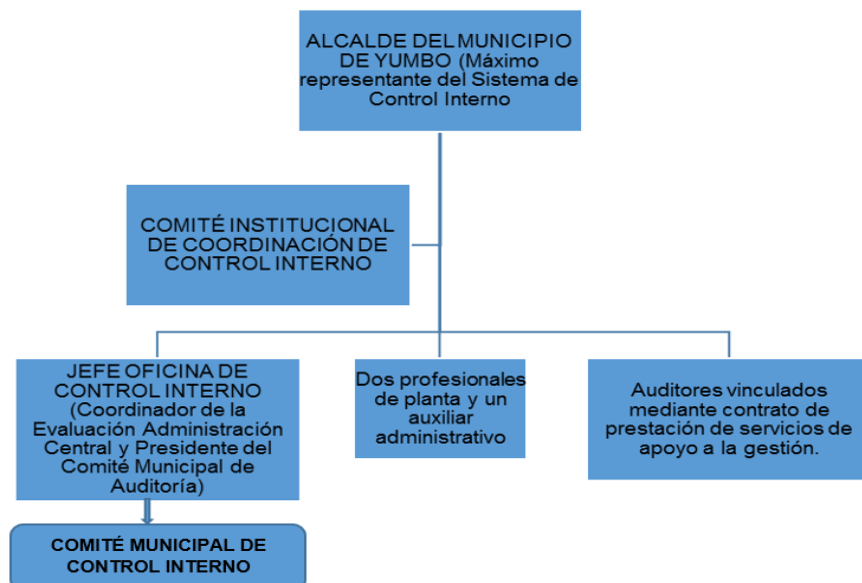 ALCALDE DEL MUNICIPIO
DE YUMBO (Máximo
representante del Sistema de
Control Interno
COMITÉ INSTITUCIONAL
DE COORDINACIÓN DE
CONTROL INTERNO
JEFE OFICINA DE
CONTROL INTERNO
(Coordinador de la
Evaluación Administración
Central y Presidente del
Comité Municipal de
Auditoría)
Dos profesionales
de planta y un
auxiliar
administrativo
Auditores vinculados
mediante contrato de
prestación de servicios de
apoyo a la gestión.
COMITÉ MUNICIPAL DE
CONTROL INTERNO